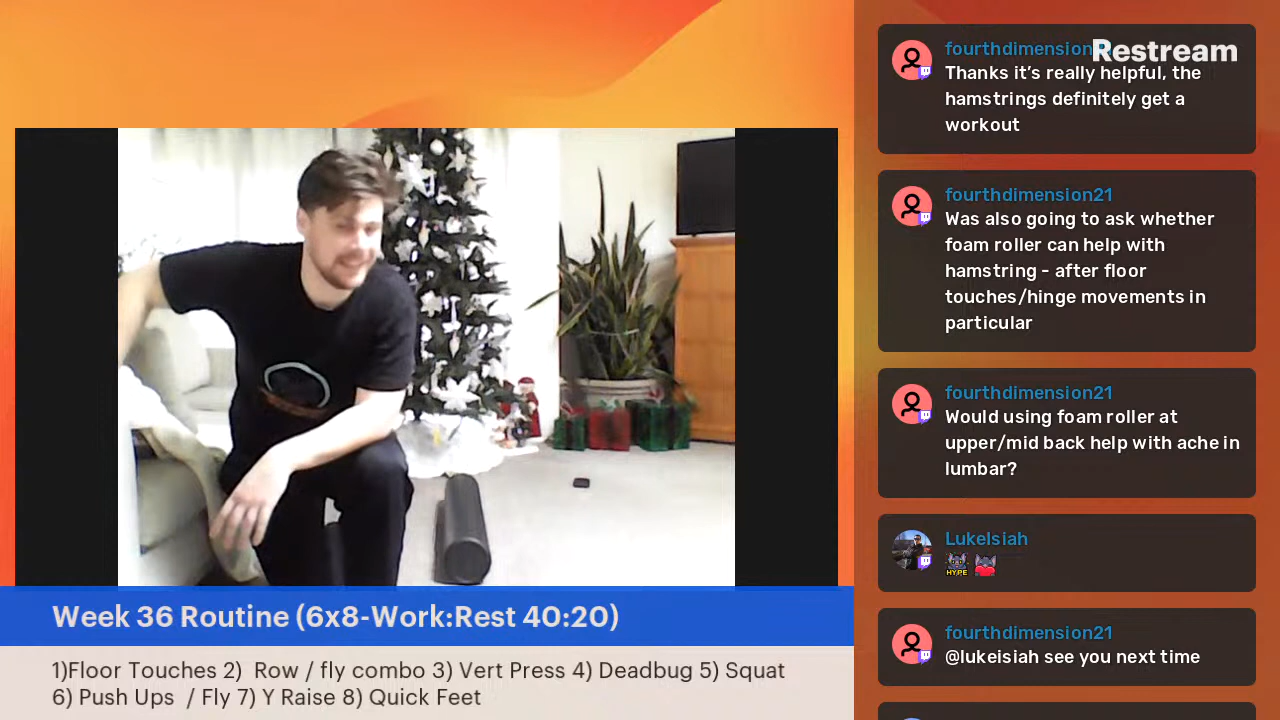 fourthdimension
Restream
Thanks it's really helpful, the
hamstrings definitely get a
workout
fourthdimension21
Was also going to ask whether
foam roller can help with
hamstring - after floor
touches/hinge movements in
particular
fourthdimension21
Would using foam roller at
upper/mid back help with ache in
lumbar?
LukeIsiah
HYPE
fourthdimension21
@lukeisiah see you next time
Week 36 Routine (6x8-Work:Rest 40:20)
1)Floor Touches 2)  Row / fly combo 3) Vert Press 4) Deadbug 5) Squat
6) Push Ups  / Fly 7) Y Raise 8) Quick Feet